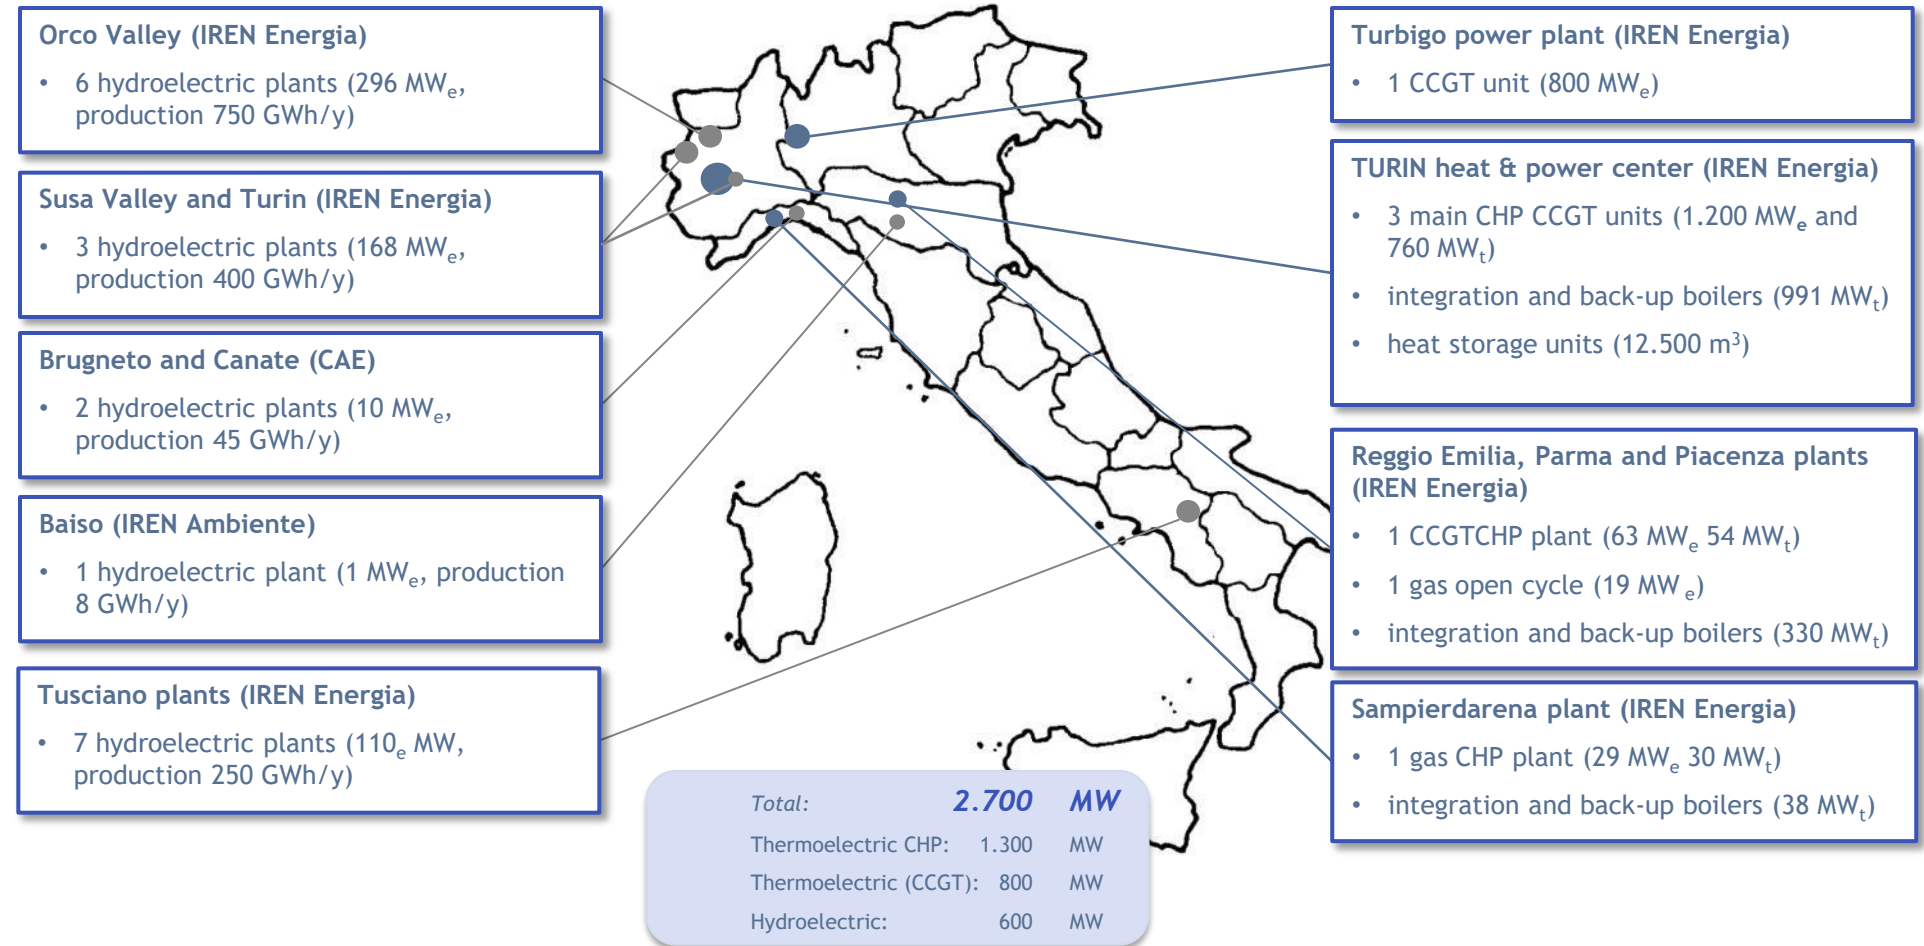 Orco Valley (IREN Energia)
• 6 hydroelectric plants (296 MWₑ,
production 750 GWh/y)
Susa Valley and Turin (IREN Energia)
• 3 hydroelectric plants (168 MWₑ,
production 400 GWh/y)
Brugneto and Canate (CAE)
• 2 hydroelectric plants (10 MWₑ,
production 45 GWh/y)
Baiso (IREN Ambiente)
• 1 hydroelectric plant (1 MWₑ, production
8 GWh/y)
Tusciano plants (IREN Energia)
• 7 hydroelectric plants (110ₑ MW,
production 250 GWh/y)
Turbigo power plant (IREN Energia)
• 1 CCGT unit (800 MWₑ)
TURIN heat & power center (IREN Energia)
• 3 main CHP CCGT units (1.200 MWₑ and
760 MWₜ)
• integration and back-up boilers (991 MWₜ)
• heat storage units (12.500 m³)
Reggio Emilia, Parma and Piacenza plants
(IREN Energia)
• 1 CCGTCHP plant (63 MWₑ 54 MWₜ)
• 1 gas open cycle (19 MW ₑ)
• integration and back-up boilers (330 MWₜ)
Sampierdarena plant (IREN Energia)
• 1 gas CHP plant (29 MWₑ 30 MWₜ)
• integration and back-up boilers (38 MWₜ)
Total: 2.700 MW
Thermoelectric CHP: 1.300 MW
Thermoelectric (CCGT): 800 MW
Hydroelectric: 600 MW